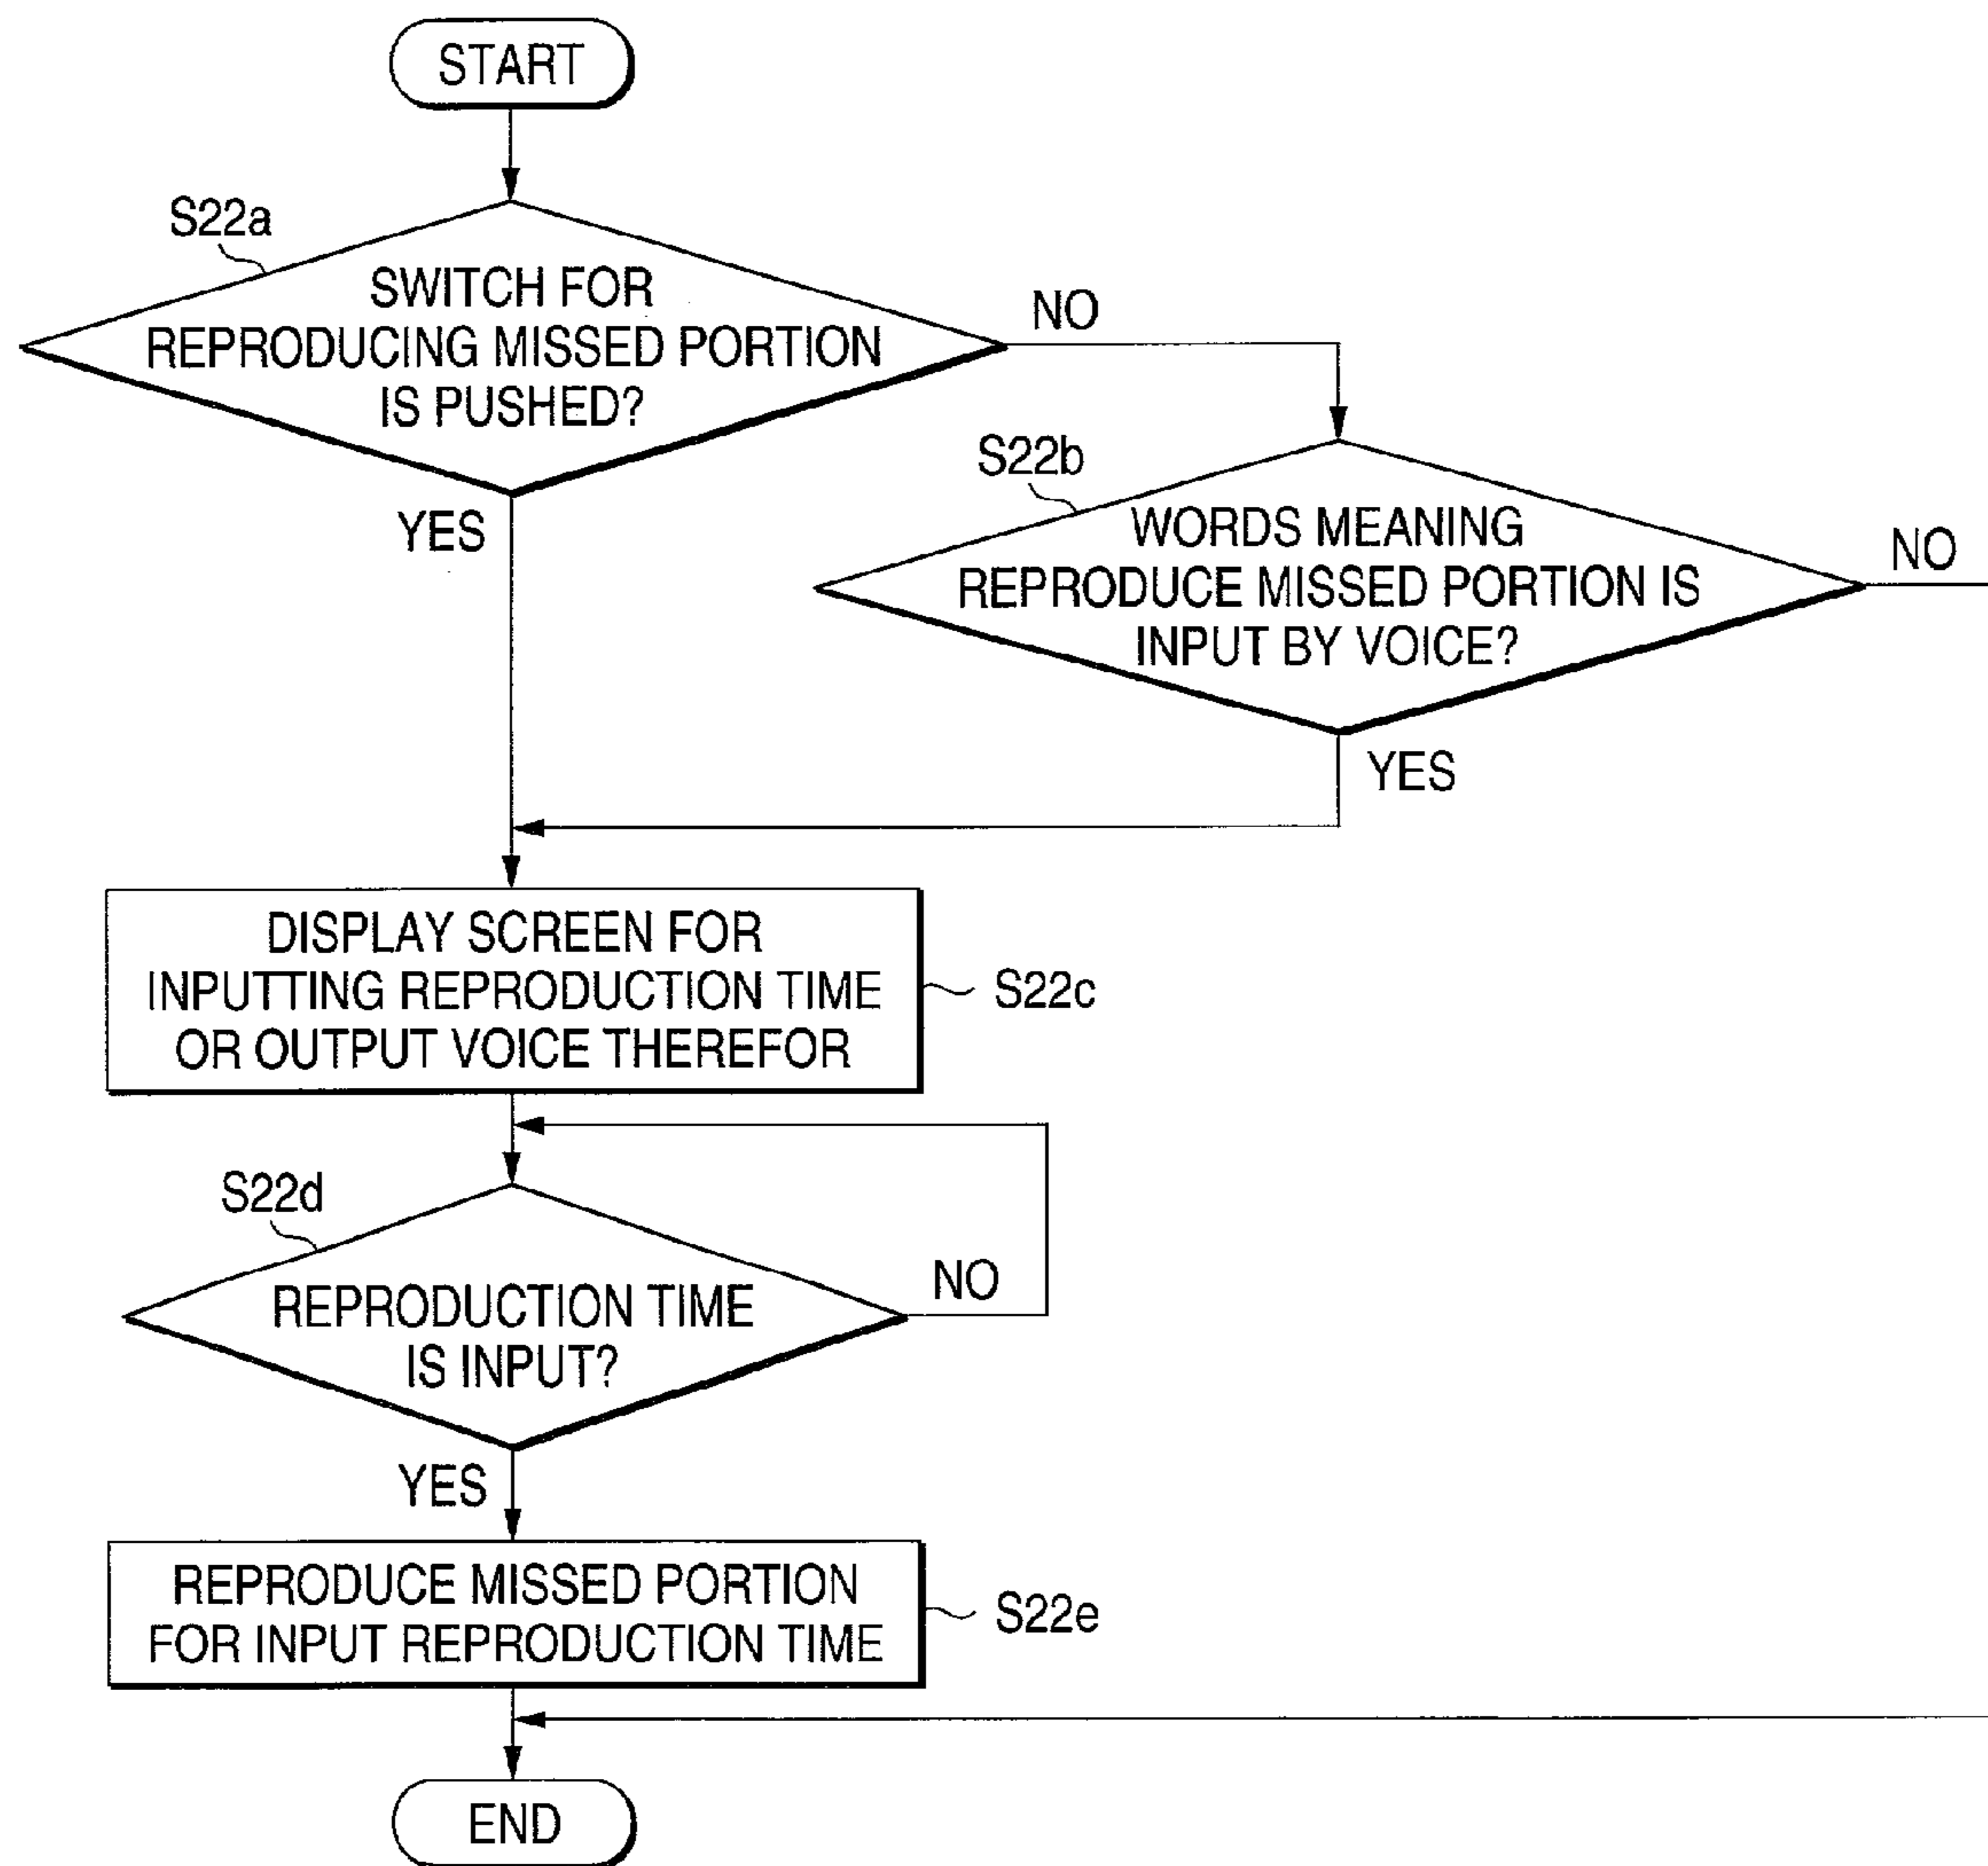 START
S22a
SWITCH FOR
REPRODUCING MISSED PORTION
IS PUSHED?
NO
YES
S22b
WORDS MEANING
REPRODUCE MISSED PORTION IS
INPUT BY VOICE?
NO
YES
DISPLAY SCREEN FOR
INPUTTING REPRODUCTION TIME
OR OUTPUT VOICE THEREFOR
S22c
S22d
REPRODUCTION TIME
IS INPUT?
NO
YES
REPRODUCE MISSED PORTION
FOR INPUT REPRODUCTION TIME
S22e
END